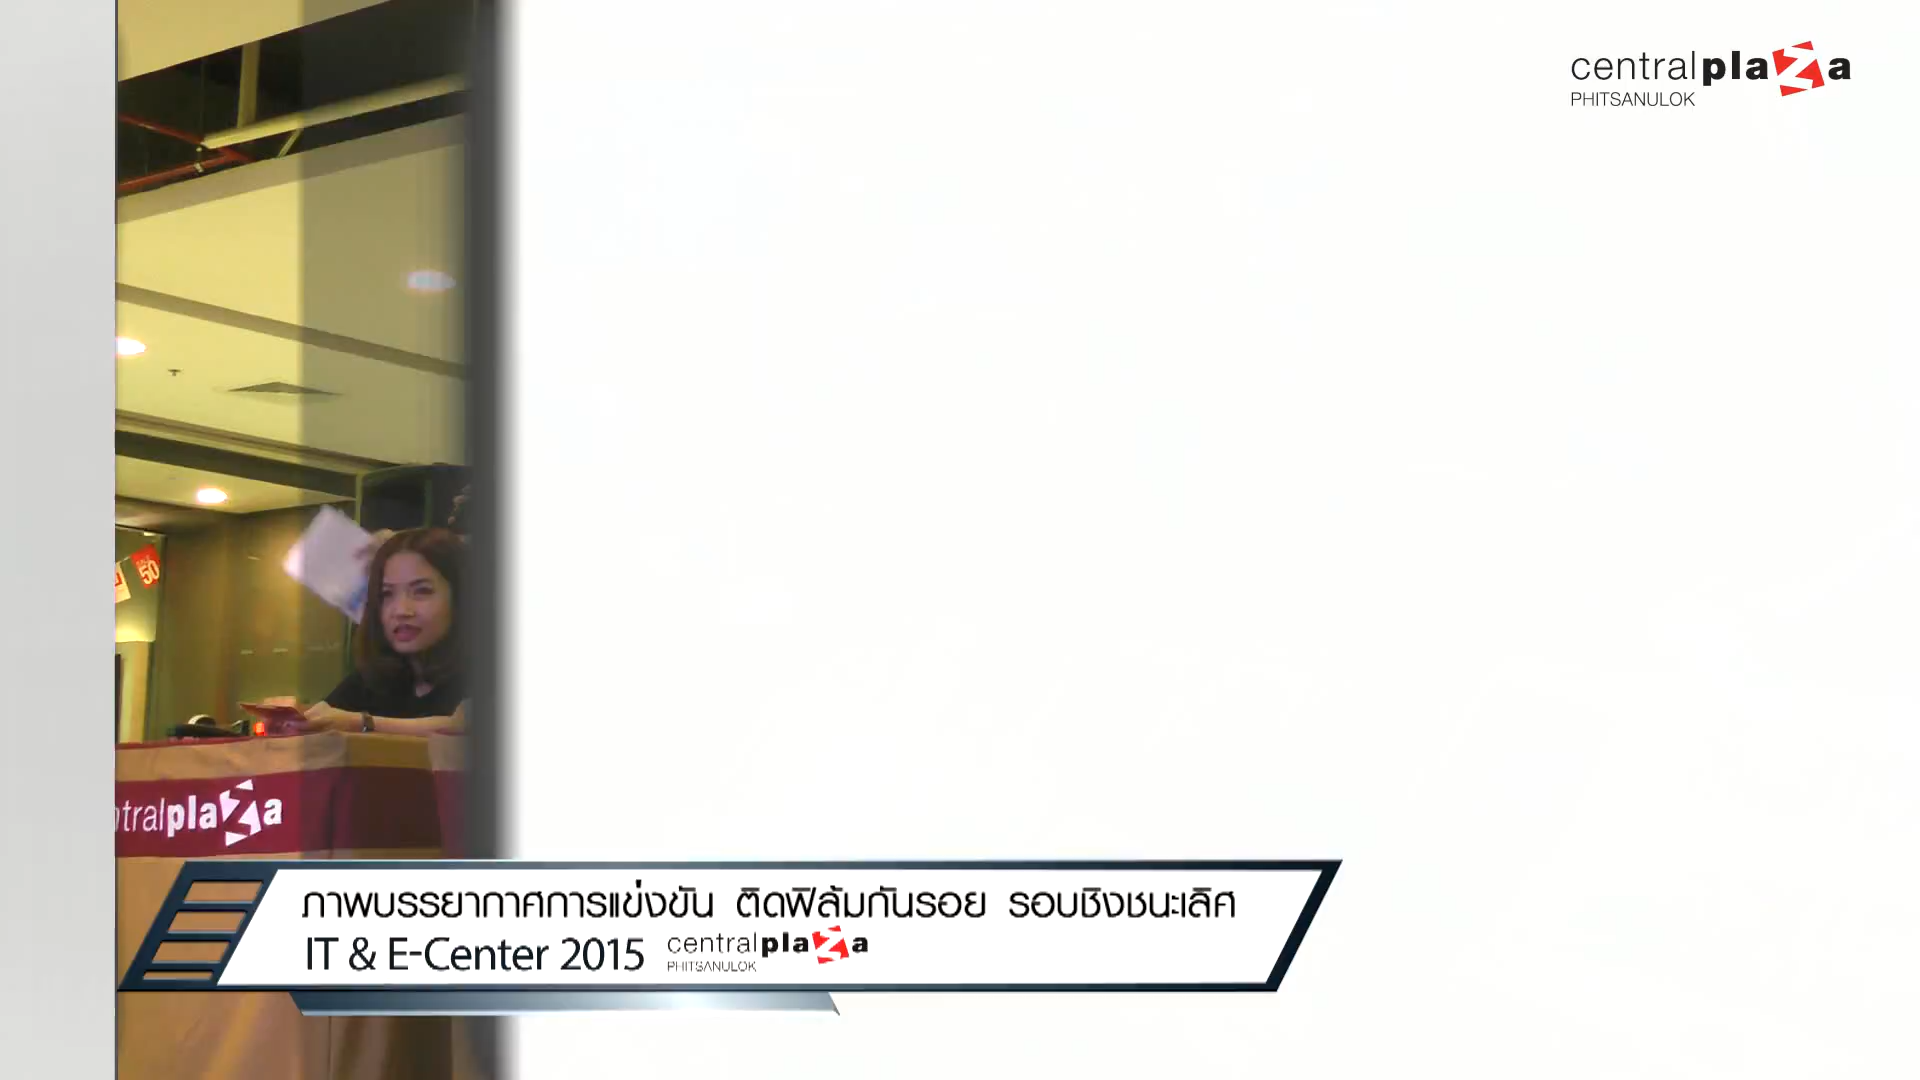 centralplaza
PHITSANULOK
50
ntralplaza
ภาพบรรยากาศการแข่งขัน ติดฟิล้มกันรอย รอบชิงชนะเลิศ
IT & E-Center 2015 centralplaza
PHITSANULOK